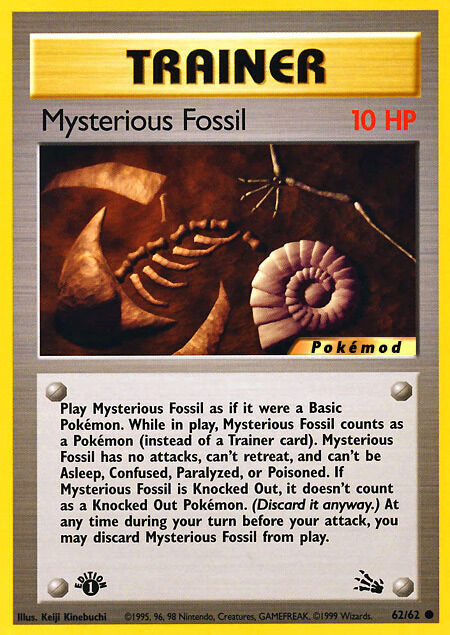 TRAINER
Mysterious Fossil 10 HP
Pokémod
Play Mysterious Fossil as if it were a Basic
Pokémon. While in play, Mysterious Fossil counts as
a Pokémon (instead of a Trainer card). Mysterious
Fossil has no attacks, can't retreat, and can't be
Asleep, Confused, Paralyzed, or Poisoned. If
Mysterious Fossil is Knocked Out, it doesn't count
as a Knocked Out Pokémon. (Discard it anyway.) At
any time during your turn before your attack, you
may discard Mysterious Fossil from play.
EDITION
1
Illus. Keiji Kinebuchi ©1995, 96, 98 Nintendo, Creatures, GAMEFREAK. ©1999 Wizards. 62/62